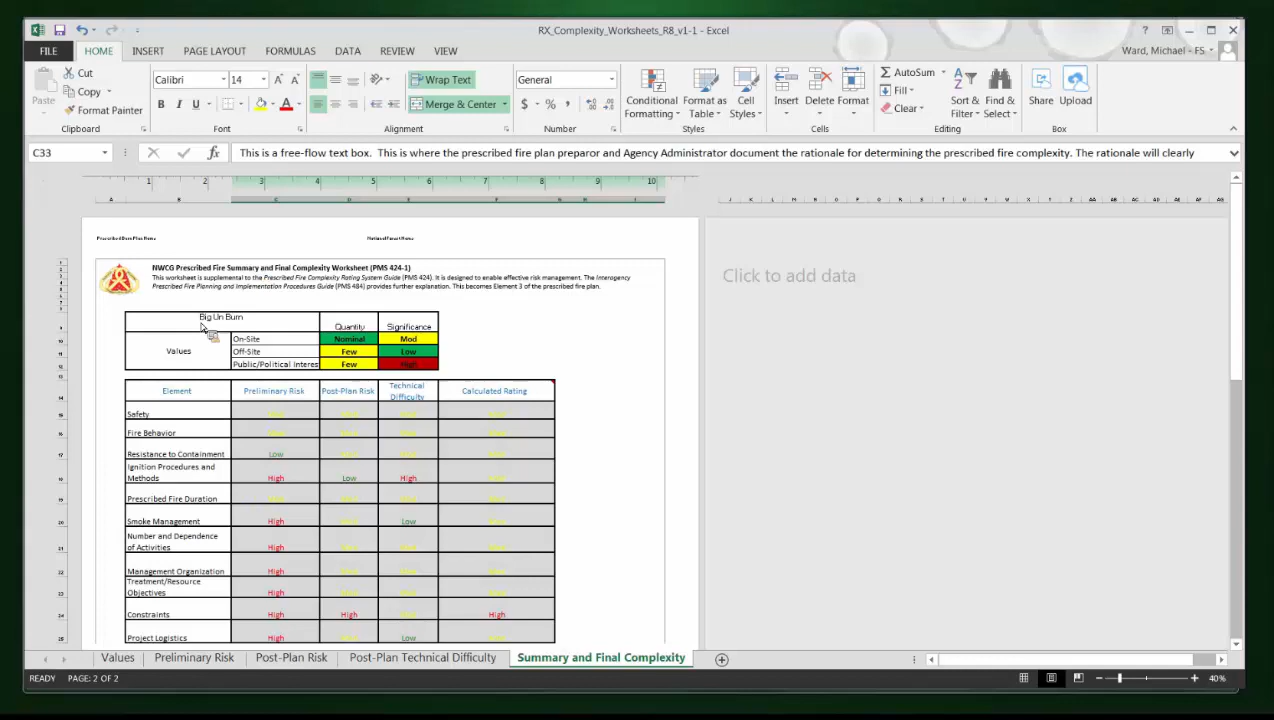 RX_Complexity_Worksheets_R8_v1-1 - Excel
FILE HOME INSERT PAGE LAYOUT FORMULAS DATA REVIEW VIEW Ward, Michael -FS
Paste Cut Copy Format Painter Clipboard
Calibri 14 B I U A Font
Wrap Text Merge & Center Alignment
General $ % , Number
Conditional Formatting Format as Table Cell Styles Styles
Insert Delete Format Cells
AutoSum Fill Clear Sort & Filter Find & Select Editing
Share Upload Box
C33 fx This is a free-flow text box. This is where the prescribed fire plan preparor and Agency Administrator document the rationale for determining the prescribed fire complexity. The rationale will clearly
1 2 3 4 5 6 7 8 9 10
NWCG Prescribed Fire Summary and Final Complexity Worksheet (PMS 424-1)
This worksheet is supplemental to the Prescribed Fire Complexity Rating System Guide (PMS 424). It is designed to enable effective risk management. The Interagency
Prescribed Fire Planning and Implementation Procedures Guide (PMS 484) provides further explanation. This becomes Element 3 of the prescribed fire plan.
Click to add data
Big Un Burn Quantity Significance
Values
On-Site Nominal Mod
Off-Site Few Low
Public/Political Interes Few High
Element Preliminary Risk Post-Plan Risk Technical Difficulty Calculated Rating
Safety
Fire Behavior
Resistance to Containment Low
Ignition Procedures and Methods High Low High
Prescribed Fire Duration
Smoke Management High Low
Number and Dependence of Activities High
Management Organization High
Treatment/Resource Objectives High
Constraints High High High
Project Logistics High Low
Values Preliminary Risk Post-Plan Risk Post-Plan Technical Difficulty Summary and Final Complexity
READY PAGE: 2 OF 2 40%